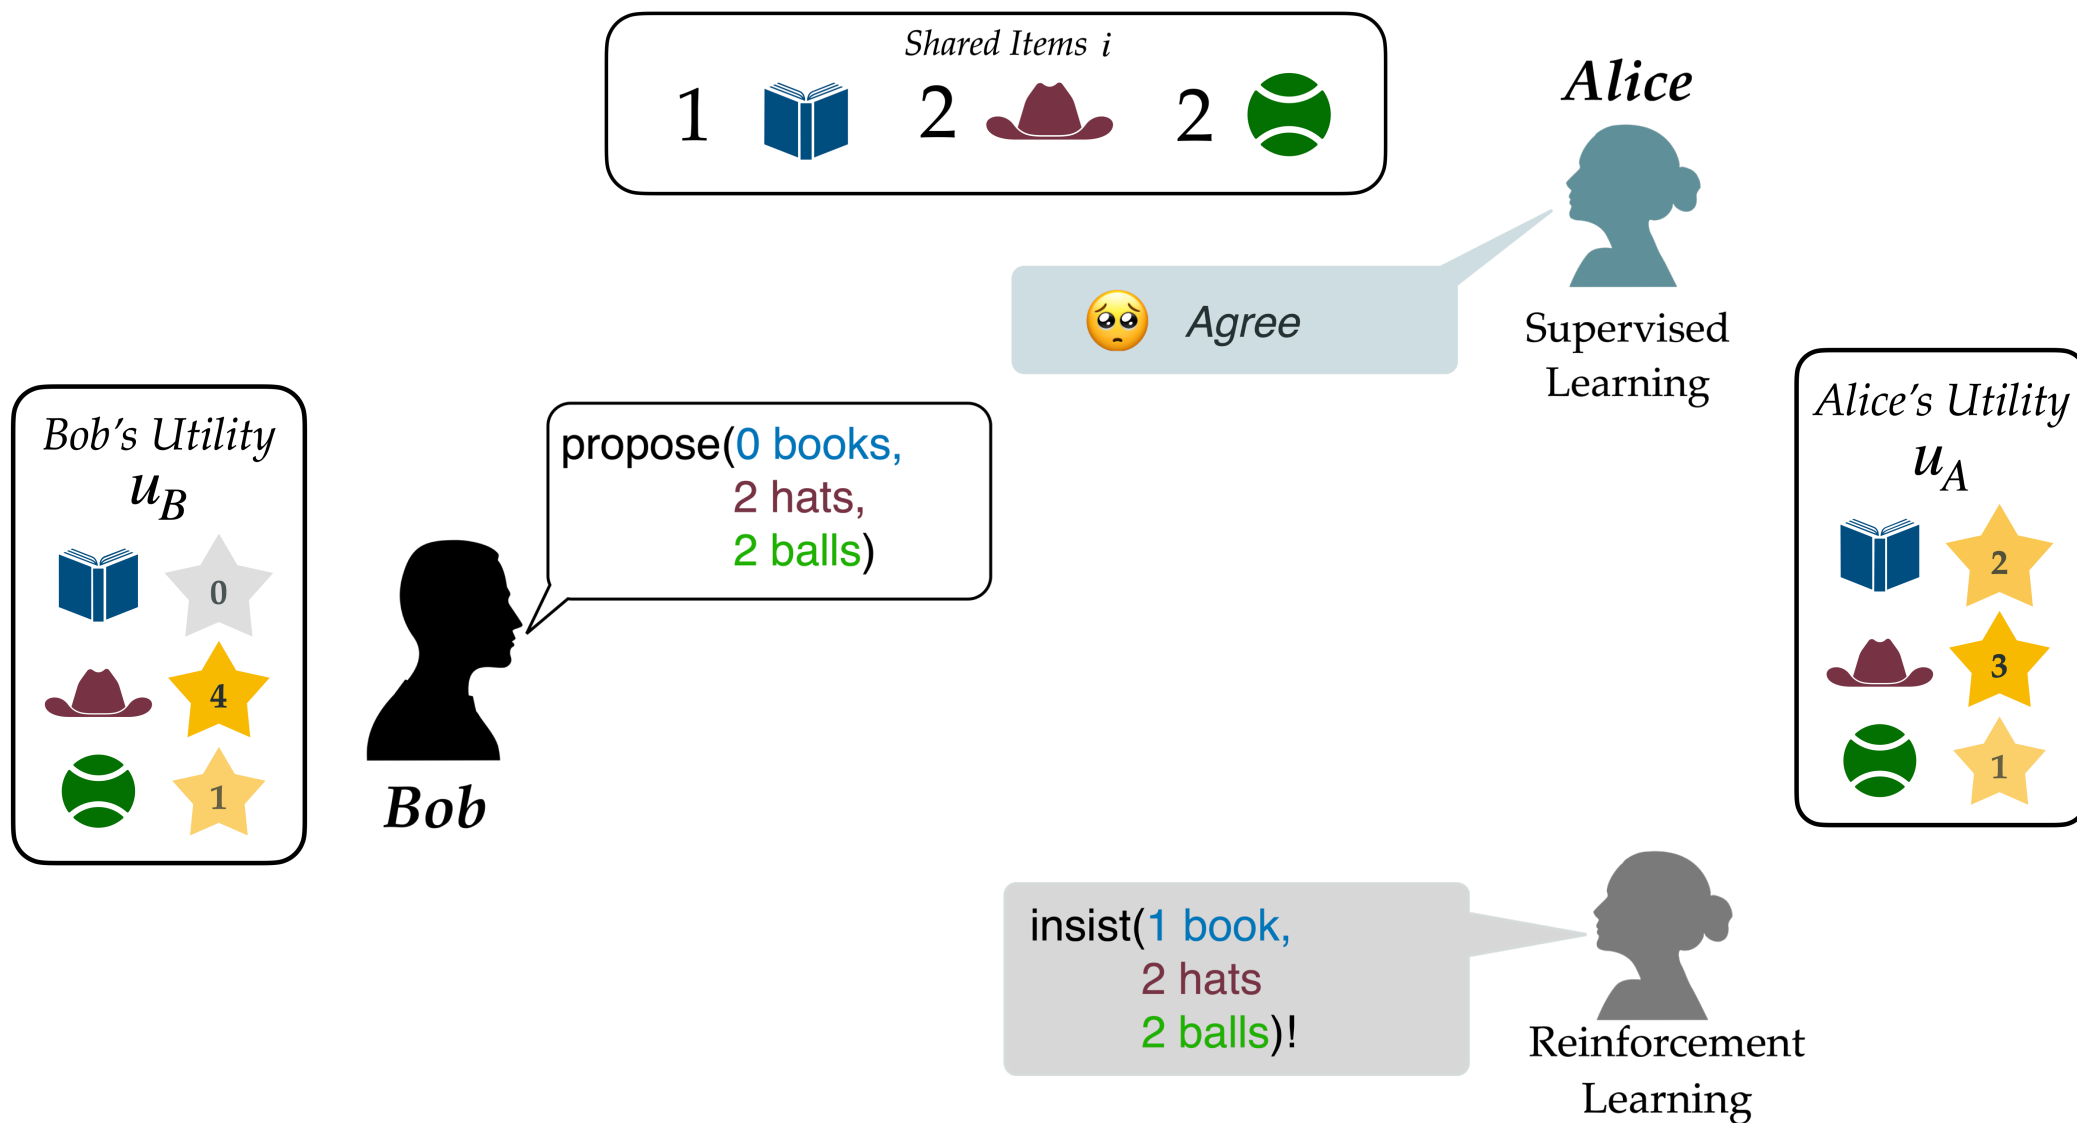 Shared Items i
1 2 2
Alice
Agree
Supervised
Learning
Bob's Utility
u_B
0
4
1
propose(0 books,
2 hats,
2 balls)
Bob
Alice's Utility
u_A
2
3
1
insist(1 book,
2 hats
2 balls)!
Reinforcement
Learning